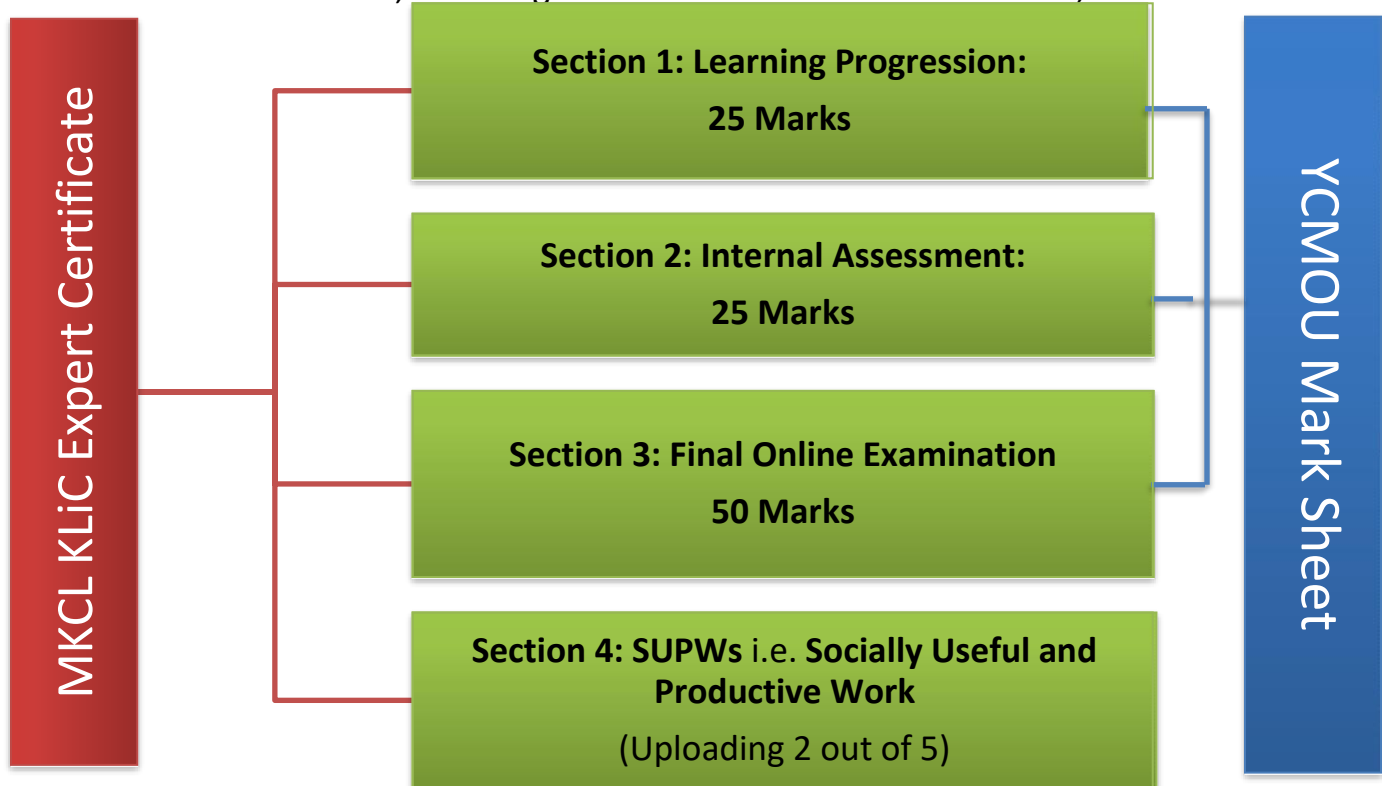 MKCL KLiC Expert Certificate
Section 1: Learning Progression:
25 Marks
Section 2: Internal Assessment:
25 Marks
Section 3: Final Online Examination
50 Marks
Section 4: SUPWs i.e. Socially Useful and
Productive Work
(Uploading 2 out of 5)
YCMOU Mark Sheet